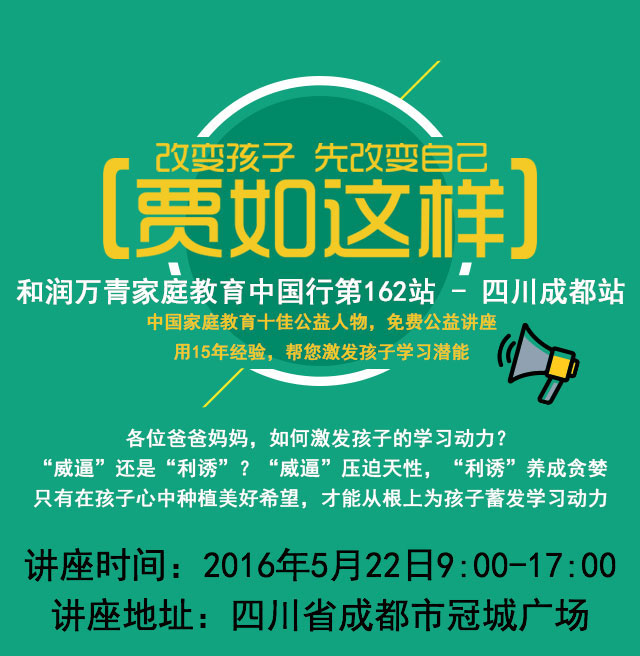 改变孩子 先改变自己
[贾如这样]
和润万青家庭教育中国行第162站 - 四川成都站
中国家庭教育十佳公益人物，免费公益讲座
用15年经验，帮您激发孩子学习潜能
各位爸爸妈妈，如何激发孩子的学习动力？
“威逼”还是“利诱”？“威逼”压迫天性，“利诱”养成贪婪
只有在孩子心中种植美好希望，才能从根上为孩子蓄发学习动力
讲座时间：2016年5月22日9:00-17:00
讲座地址：四川省成都市冠城广场